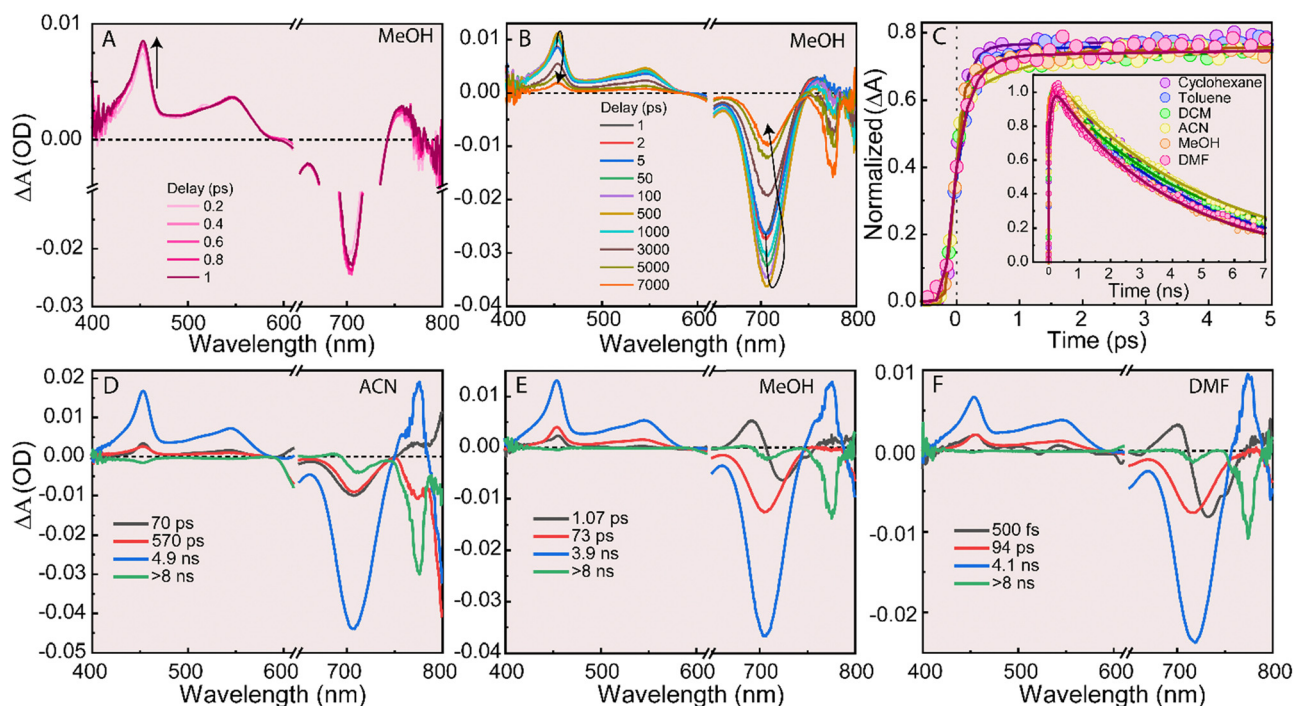 A
MeOH
0.01
0.00
-0.02
-0.03
ΔA (OD)
Delay (ps)
0.2
0.4
0.6
0.8
1
400
500
600
700
800
Wavelength (nm)
B
MeOH
0.01
0.00
-0.01
-0.02
-0.03
-0.04
Delay (ps)
1
2
5
50
100
500
1000
3000
5000
7000
400
500
600
700
800
Wavelength (nm)
C
0.8
0.6
0.4
0.2
0.0
Normalized (ΔA)
Cyclohexane
Toluene
DCM
ACN
MeOH
DMF
1.0
0.8
0.6
0.4
0.2
0.0
0 1 2 3 4 5 6 7
Time (ns)
0 1 2 3 4 5
Time (ps)
D
ACN
0.02
0.01
0.00
-0.01
-0.02
-0.03
-0.04
-0.05
ΔA (OD)
70 ps
570 ps
4.9 ns
>8 ns
400
500
600
700
800
Wavelength (nm)
E
MeOH
0.01
0.00
-0.01
-0.02
-0.03
-0.04
1.07 ps
73 ps
3.9 ns
>8 ns
400
500
600
700
800
Wavelength (nm)
F
DMF
0.01
0.00
-0.01
-0.02
500 fs
94 ps
4.1 ns
>8 ns
400
500
600
700
800
Wavelength (nm)